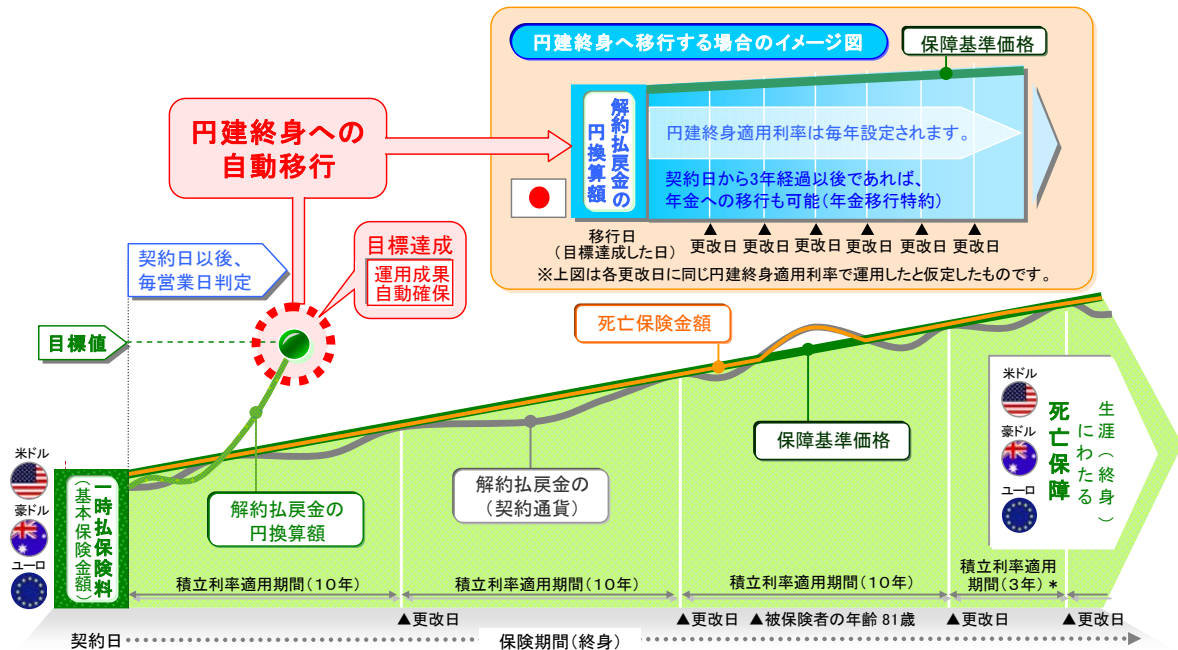 円建終身へ移行する場合のイメージ図
保障基準価格
解約払戻金の
円換算額
円建終身適用利率は毎年設定されます。
契約日から3年経過以後であれば、
年金への移行も可能(年金移行特約)
移行日
(目標達成した日)
▲更改日
▲更改日
▲更改日
▲更改日
▲更改日
▲更改日
※上図は各更改日に同じ円建終身適用利率で運用したと仮定したものです。
円建終身への
自動移行
契約日以後、
毎営業日判定
目標達成
運用成果
自動確保
目標値
死亡保険金額
保障基準価格
解約払戻金の
円換算額
解約払戻金の
(契約通貨)
米ドル
豪ドル
ユーロ
一時払保険料
(基本保険金額)
米ドル
豪ドル
ユーロ
生涯(終身)
にわたる
死亡保障
積立利率適用期間(10年)
積立利率適用期間(10年)
積立利率適用期間(10年)
積立利率適用
期間(3年)*
▲更改日
▲更改日
▲被保険者の年齢 81歳
▲更改日
▲更改日
契約日
保険期間(終身)